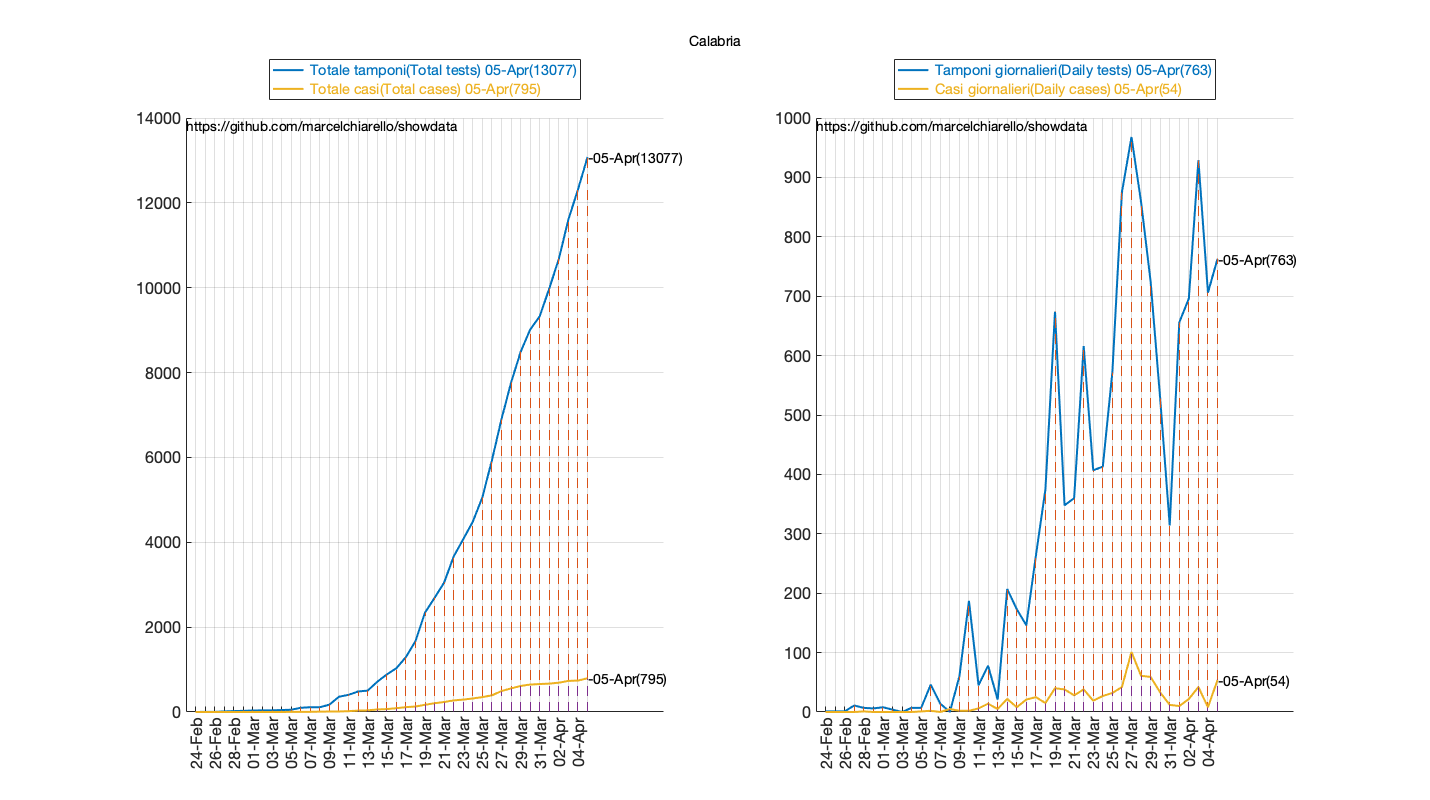 Calabria
Totale tamponi(Total tests) 05-Apr(13077)
Totale casi(Total cases) 05-Apr(795)
14000
https://github.com/marcelchiarello/showdata
12000
10000
8000
6000
4000
2000
0
-05-Apr(13077)
-05-Apr(795)
24-Feb
26-Feb
28-Feb
01-Mar
03-Mar
05-Mar
07-Mar
09-Mar
11-Mar
13-Mar
15-Mar
17-Mar
19-Mar
21-Mar
23-Mar
25-Mar
27-Mar
29-Mar
31-Mar
02-Apr
04-Apr
Tamponi giornalieri(Daily tests) 05-Apr(763)
Casi giornalieri(Daily cases) 05-Apr(54)
1000
https://github.com/marcelchiarello/showdata
900
800
700
600
500
400
300
200
100
0
-05-Apr(763)
-05-Apr(54)
24-Feb
26-Feb
28-Feb
01-Mar
03-Mar
05-Mar
07-Mar
09-Mar
11-Mar
13-Mar
15-Mar
17-Mar
19-Mar
21-Mar
23-Mar
25-Mar
27-Mar
29-Mar
31-Mar
02-Apr
04-Apr